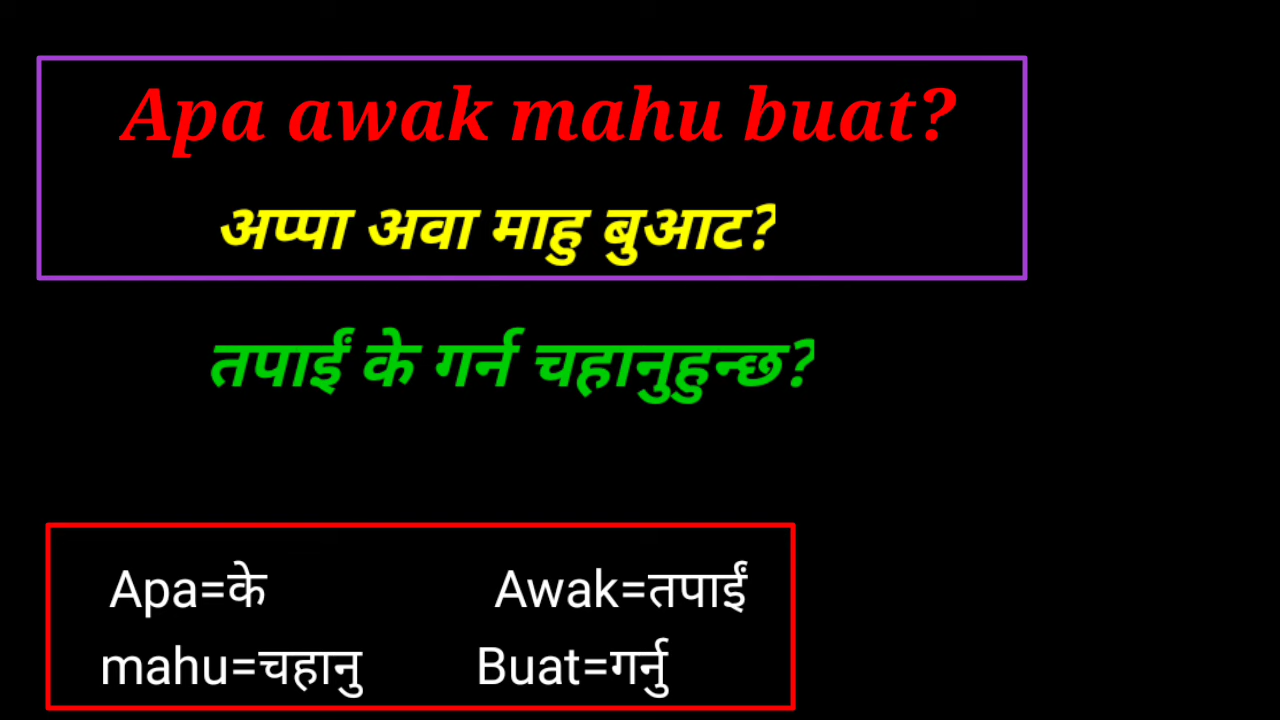 Apa awak mahu buat?
अप्पा अवा माहु बुआट?
तपाईं के गर्न चहानुहुन्छ?
Apa=के Awak=तपाईं
mahu=चहानु Buat=गर्नु